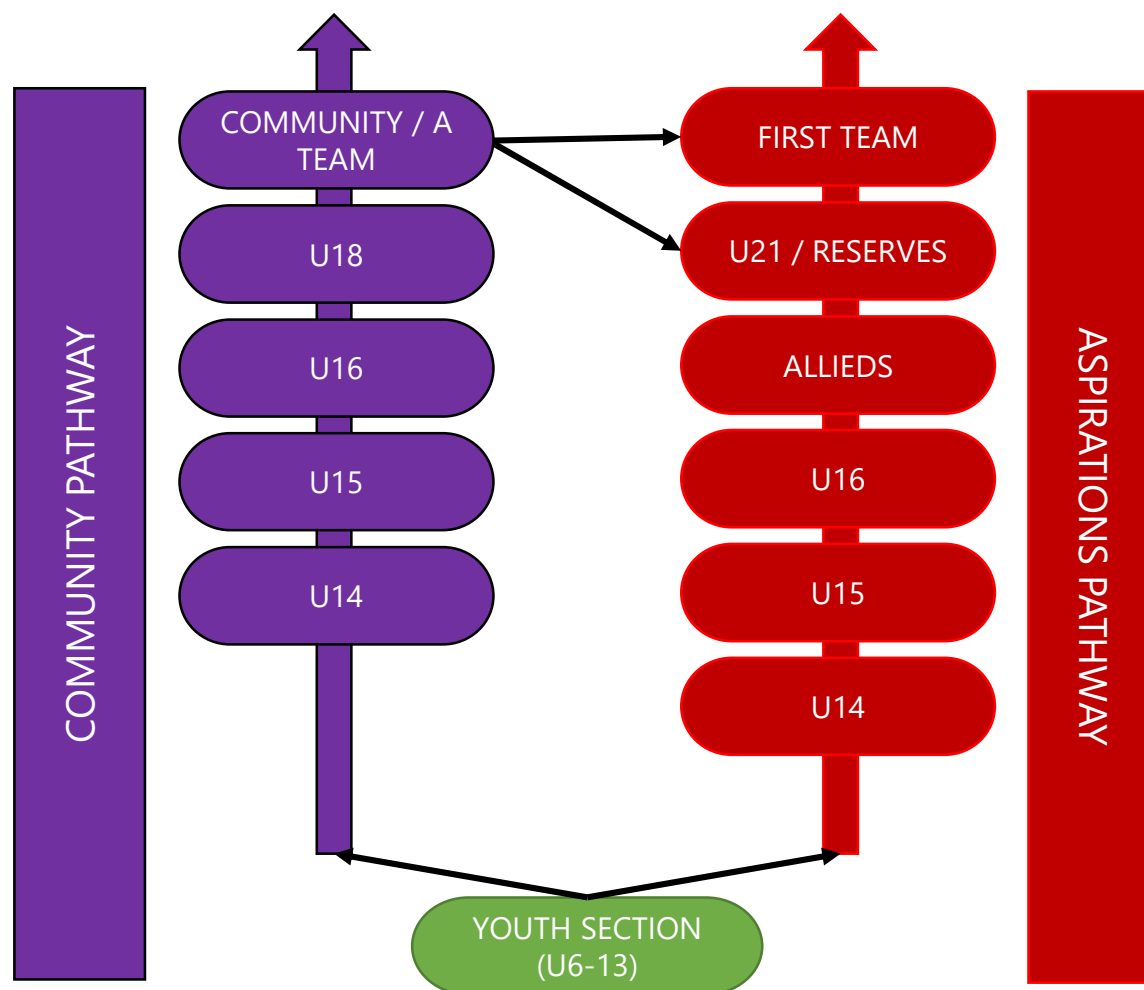 COMMUNITY PATHWAY
COMMUNITY / A
TEAM
U18
U16
U15
U14
FIRST TEAM
U21 / RESERVES
ALLIEDS
U16
U15
U14
ASPIRATIONS PATHWAY
YOUTH SECTION
(U6-13)